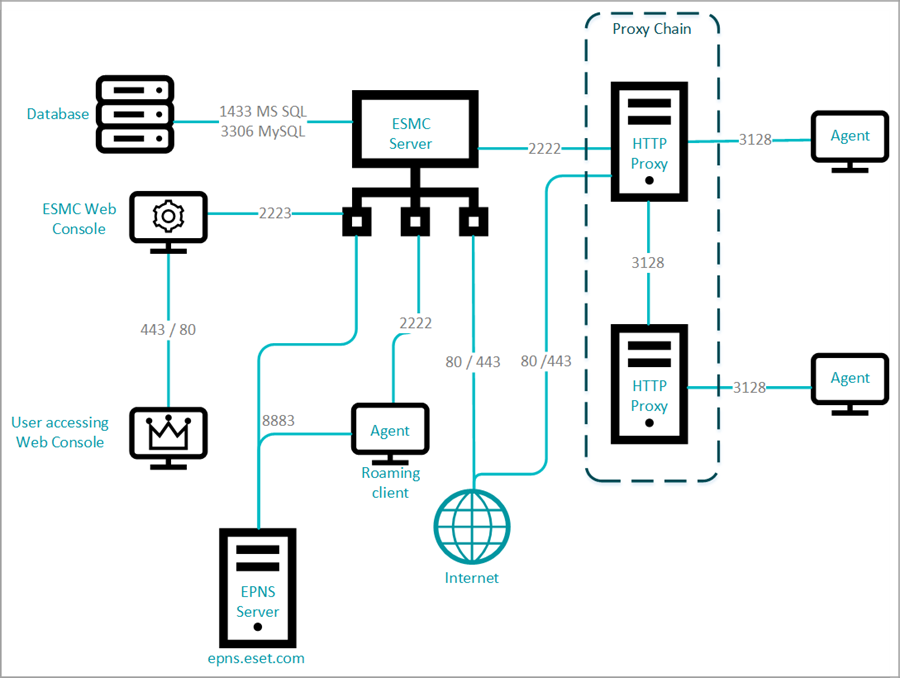 Proxy Chain
Database
1433 MS SQL
3306 MySQL
ESMC
Server
2222
HTTP
Proxy
3128
Agent
ESMC Web
Console
2223
3128
443 / 80
2222
80 / 443
80 /443
HTTP
Proxy
3128
Agent
User accessing
Web Console
8883
Agent
Roaming
client
Internet
EPNS
Server
epns.eset.com